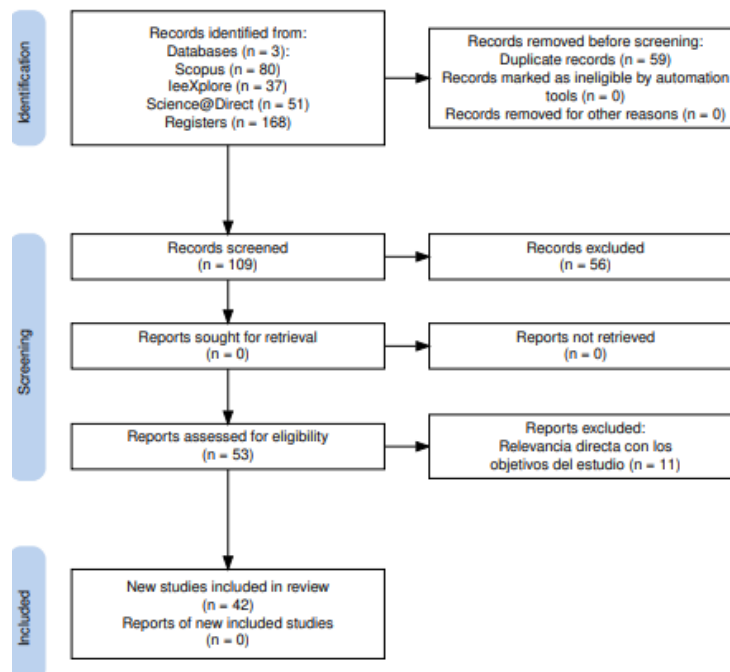 Identification
Records identified from:
Databases (n = 3):
Scopus (n = 80)
IeeXplore (n = 37)
Science@Direct (n = 51)
Registers (n = 168)
Records removed before screening:
Duplicate records (n = 59)
Records marked as ineligible by automation
tools (n = 0)
Records removed for other reasons (n = 0)
Screening
Records screened
(n = 109)
Records excluded
(n = 56)
Reports sought for retrieval
(n = 0)
Reports not retrieved
(n = 0)
Reports assessed for eligibility
(n = 53)
Reports excluded:
Relevancia directa con los
objetivos del estudio (n = 11)
Included
New studies included in review
(n = 42)
Reports of new included studies
(n = 0)